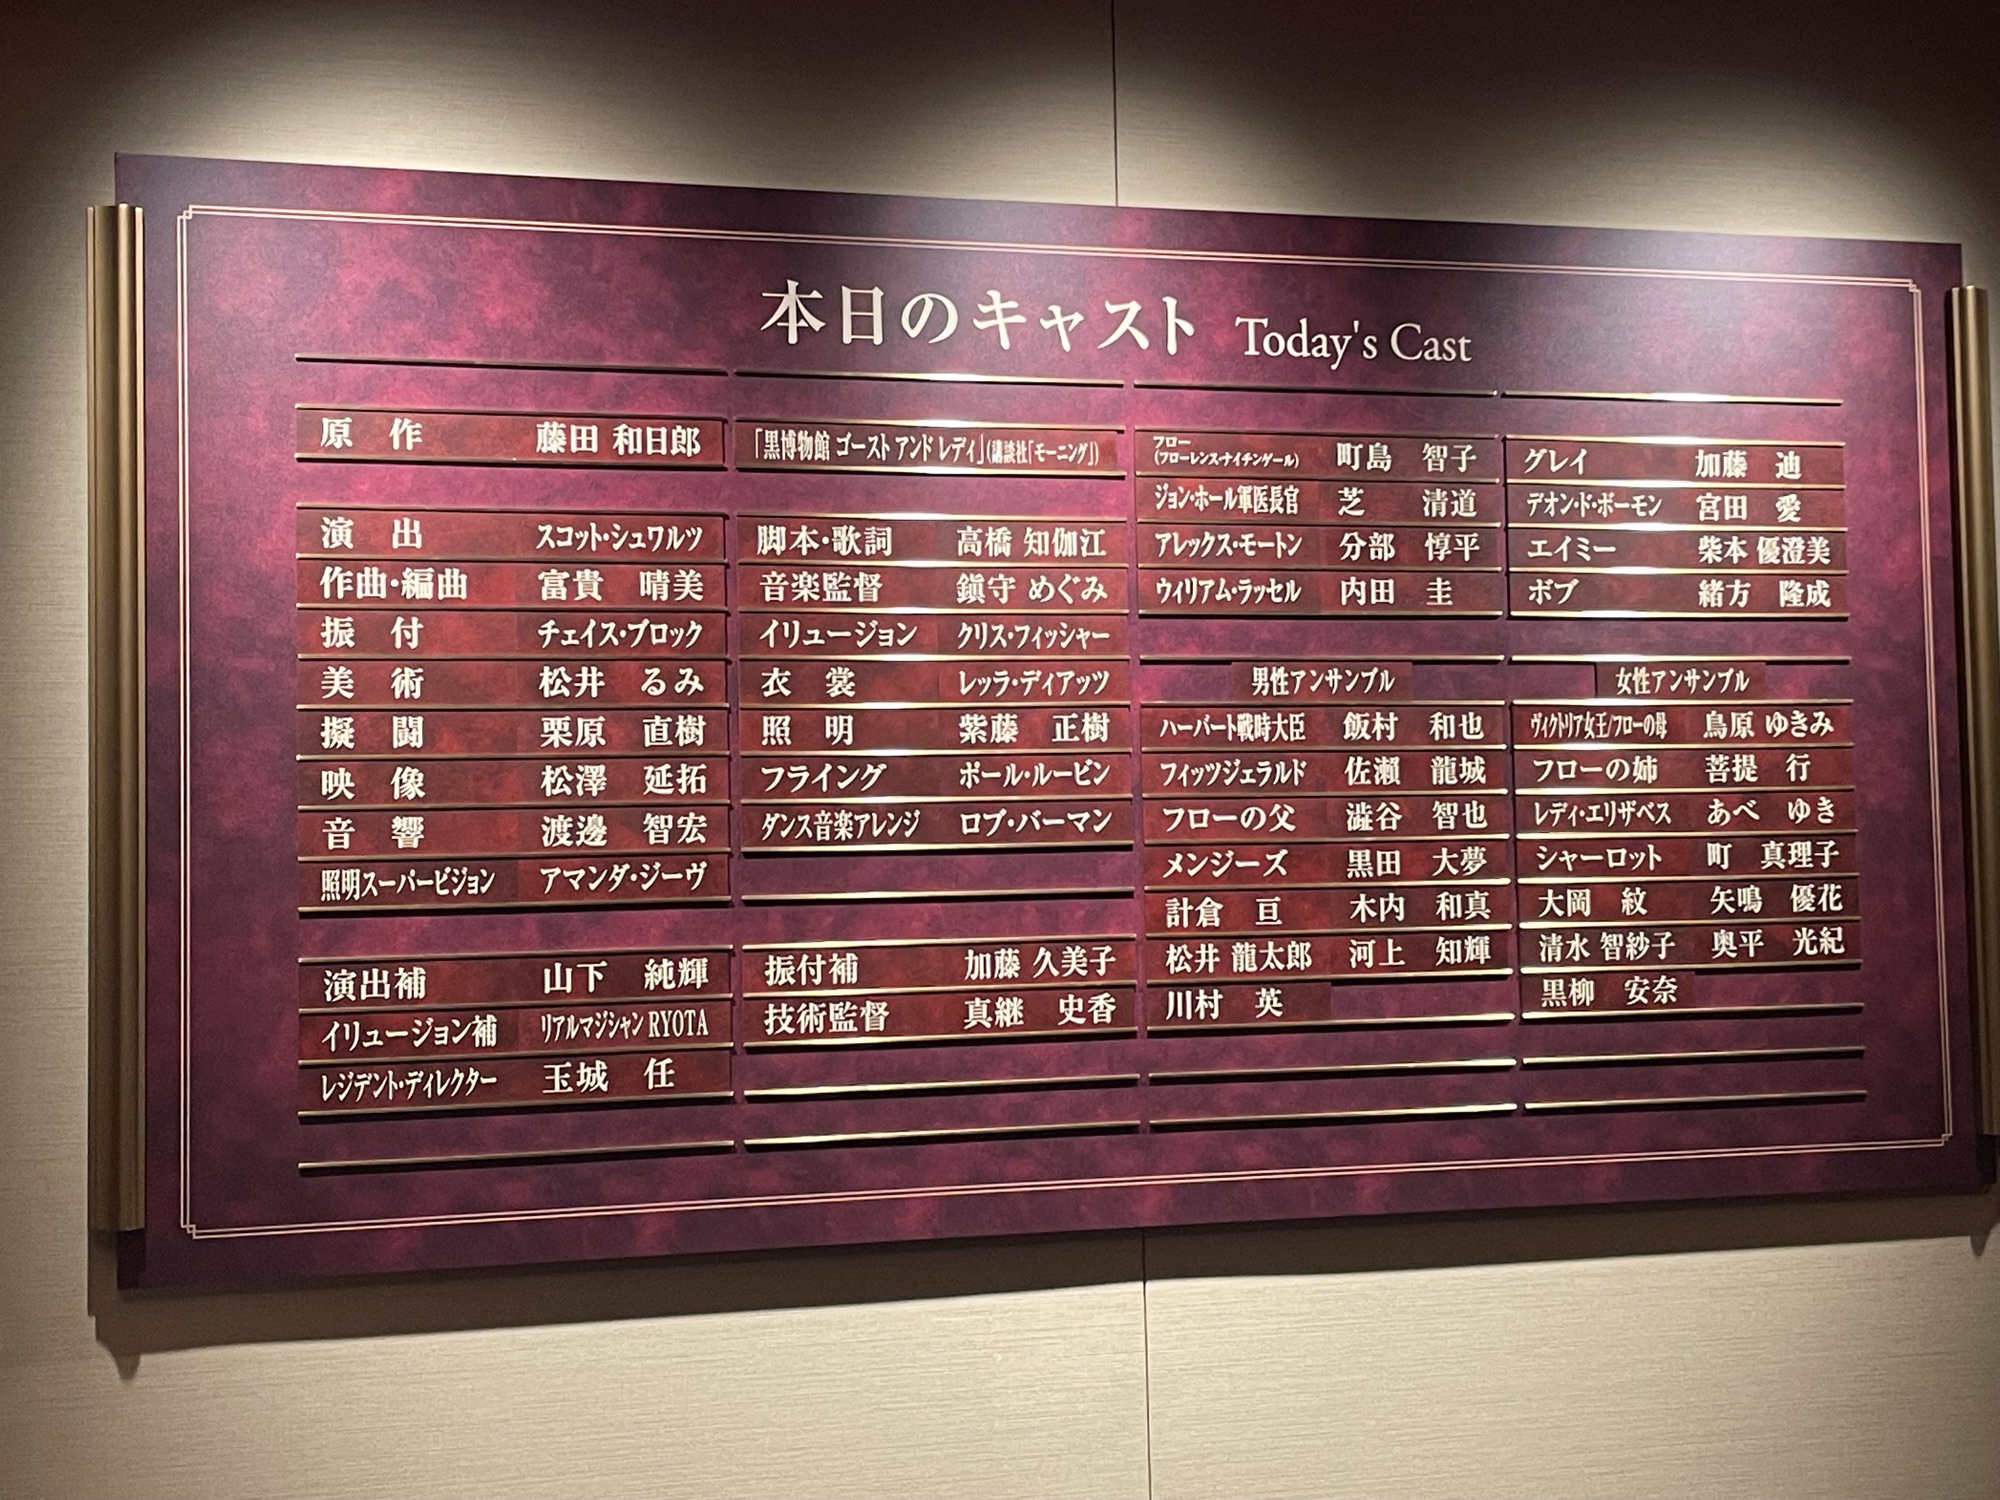 本日のキャスト Today's Cast
原 作 藤田 和日郎
「黒博物館 ゴースト アンド レディ」(講談社「モーニング」)
演 出 スコット・シュワルツ
作曲・編曲 富貴 晴美
振 付 チェイス・ブロック
美 術 松井 るみ
擬 闘 栗原 直樹
映 像 松澤 延拓
音 響 渡邉 智宏
照明スーパービジョン アマンダ・ジーヴ
演出補 山下 純輝
イリュージョン補 リアルマジシャン RYOTA
レジデント・ディレクター 玉城 任
脚本・歌詞 高橋 知伽江
音楽監督 鎭守 めぐみ
イリュージョン クリス・フィッシャー
衣 裳 レッラ・ディアッツ
照 明 紫藤 正樹
フライング ポール・ルービン
ダンス音楽アレンジ ロブ・バーマン
振付補 加藤 久美子
技術監督 真継 史香
フロー
(フローレンス・ナイチンゲール) 町島 智子
ジョン・ホール軍医長官 芝 清道
アレックス・モートン 分部 惇平
ウィリアム・ラッセル 内田 圭
男性アンサンブル
ハーバート戦時大臣 飯村 和也
フィッツジェラルド 佐瀬 龍城
フローの父 澁谷 智也
メンジーズ 黒田 大夢
計倉 亘 木内 和真
松井 龍太郎 河上 知輝
川村 英
グレイ 加藤 迪
デオン・ド・ボーモン 宮田 愛
エイミー 柴本 優澄美
ボブ 緒方 隆成
女性アンサンブル
ヴィクトリア女王/フローの母 鳥原 ゆきみ
フローの姉 菩提 行
レディ・エリザベス あべ ゆき
シャーロット 町 真理子
大岡 紋 矢鳴 優花
清水 智紗子 奥平 光紀
黒柳 安奈